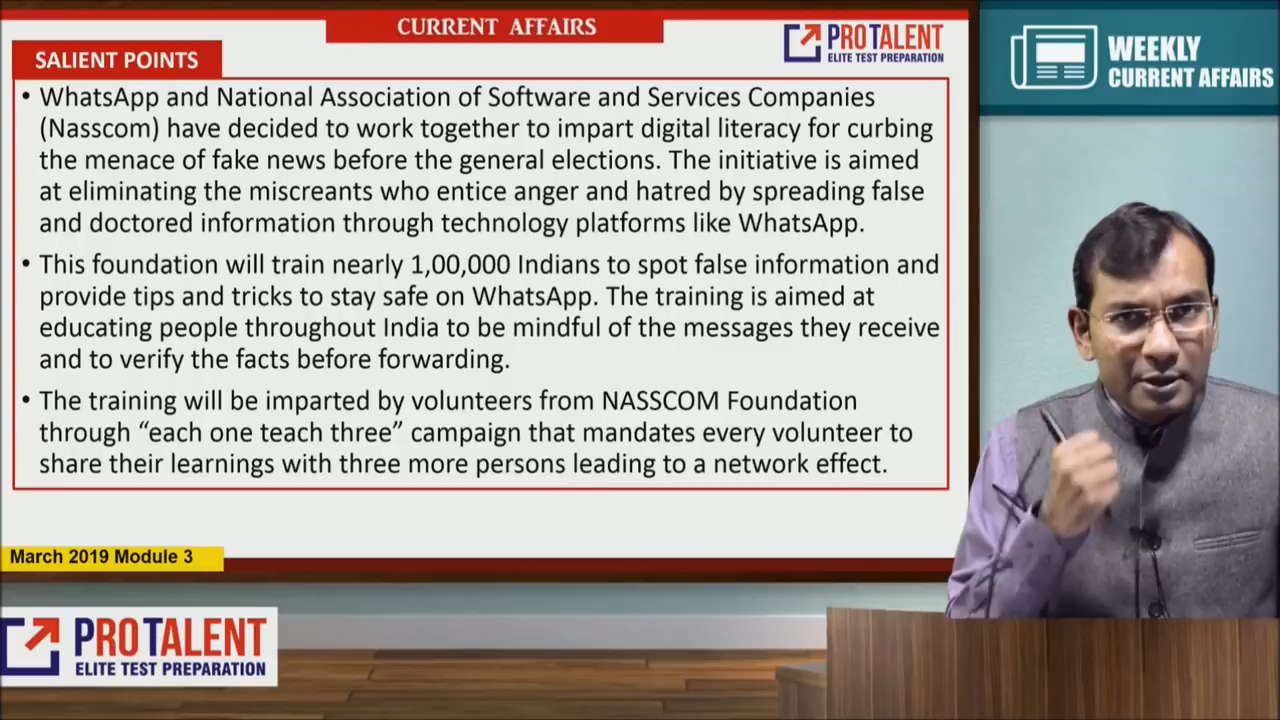 CURRENT AFFAIRS
PROTALENT
ELITE TEST PREPARATION
WEEKLY
CURRENT AFFAIRS
SALIENT POINTS
• WhatsApp and National Association of Software and Services Companies
(Nasscom) have decided to work together to impart digital literacy for curbing
the menace of fake news before the general elections. The initiative is aimed
at eliminating the miscreants who entice anger and hatred by spreading false
and doctored information through technology platforms like WhatsApp.
• This foundation will train nearly 1,00,000 Indians to spot false information and
provide tips and tricks to stay safe on WhatsApp. The training is aimed at
educating people throughout India to be mindful of the messages they receive
and to verify the facts before forwarding.
• The training will be imparted by volunteers from NASSCOM Foundation
through “each one teach three” campaign that mandates every volunteer to
share their learnings with three more persons leading to a network effect.
March 2019 Module 3
PROTALENT
ELITE TEST PREPARATION